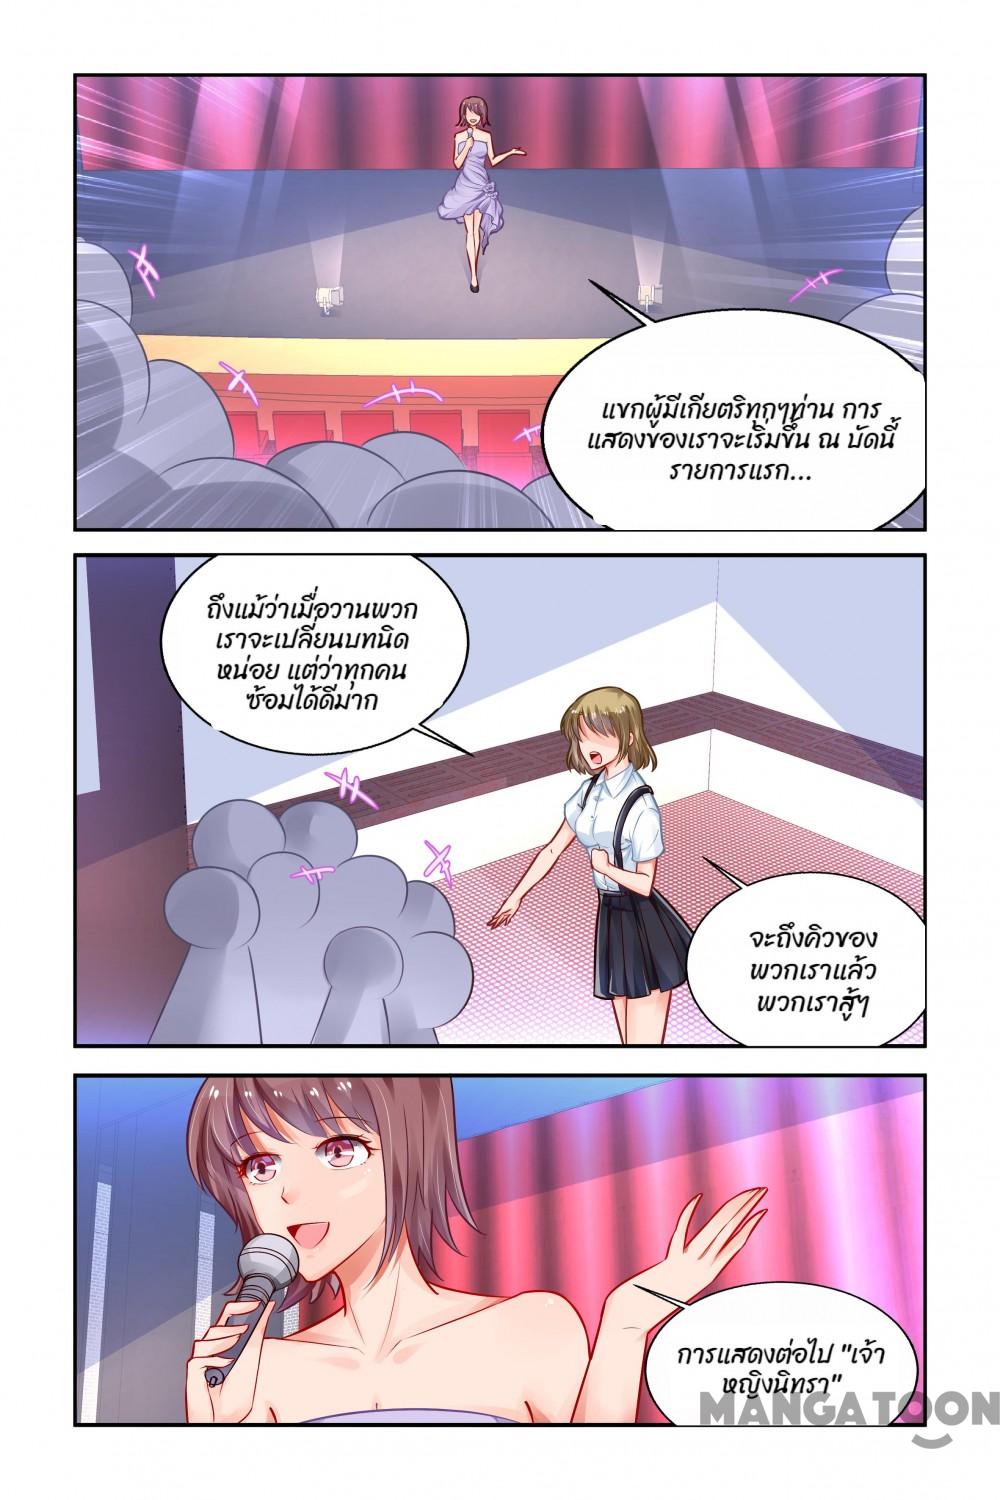 แขกผู้มีเกียตริทุกๆท่าน การ
แสดงของเราจะเริ่มขึ้น ณ บัดนี้
รายการแรก...
ถึงแม้ว่าเมื่อวานพวก
เราจะเปลี่ยนบทนิด
หน่อย แต่ว่าทุกคน
ซ้อมได้ดีมาก
จะถึงคิวของ
พวกเราแล้ว
พวกเราสู้ๆ
การแสดงต่อไป "เจ้า
หญิงนิทรา"
MANGATOON